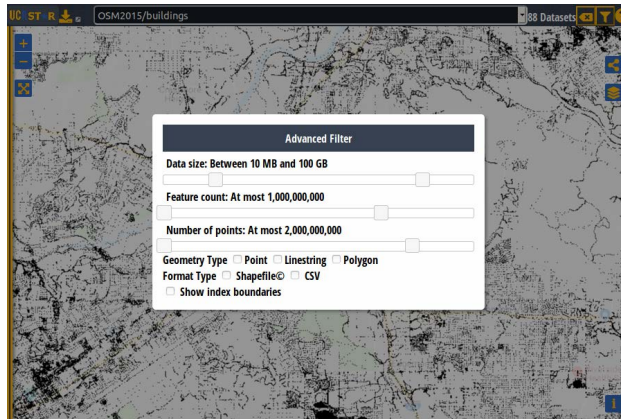 UC ST R OSM2015/buildings 88 Datasets
Advanced Filter
Data size: Between 10 MB and 100 GB
Feature count: At most 1,000,000,000
Number of points: At most 2,000,000,000
Geometry Type Point Linestring Polygon
Format Type Shapefile© CSV
Show index boundaries